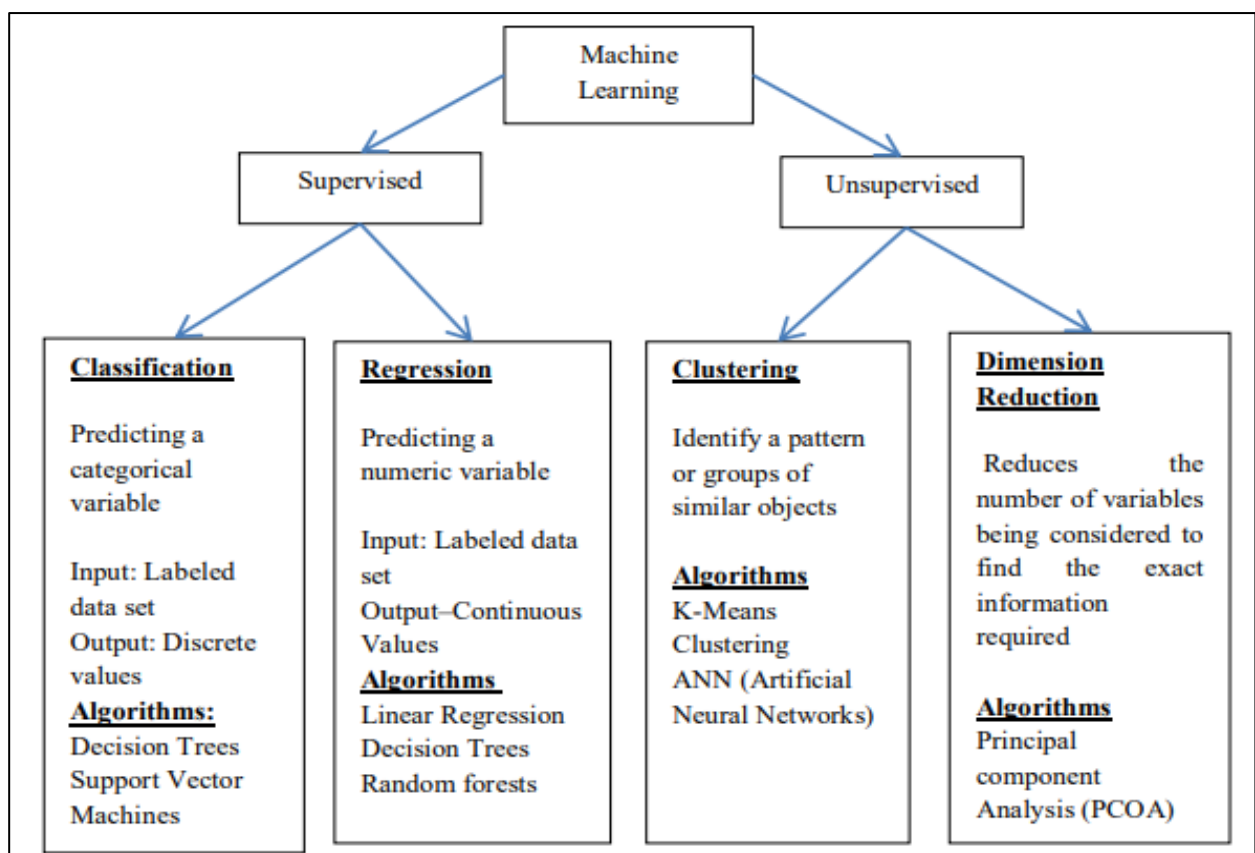 Machine
Learning
Supervised
Unsupervised
Classification
Predicting a
categorical
variable
Input: Labeled
data set
Output: Discrete
values
Algorithms:
Decision Trees
Support Vector
Machines
Regression
Predicting a
numeric variable
Input: Labeled data
set
Output–Continuous
Values
Algorithms
Linear Regression
Decision Trees
Random forests
Clustering
Identify a pattern
or groups of
similar objects
Algorithms
K-Means
Clustering
ANN (Artificial
Neural Networks)
Dimension
Reduction
Reduces the
number of variables
being considered to
find the exact
information
required
Algorithms
Principal
component
Analysis (PCOA)